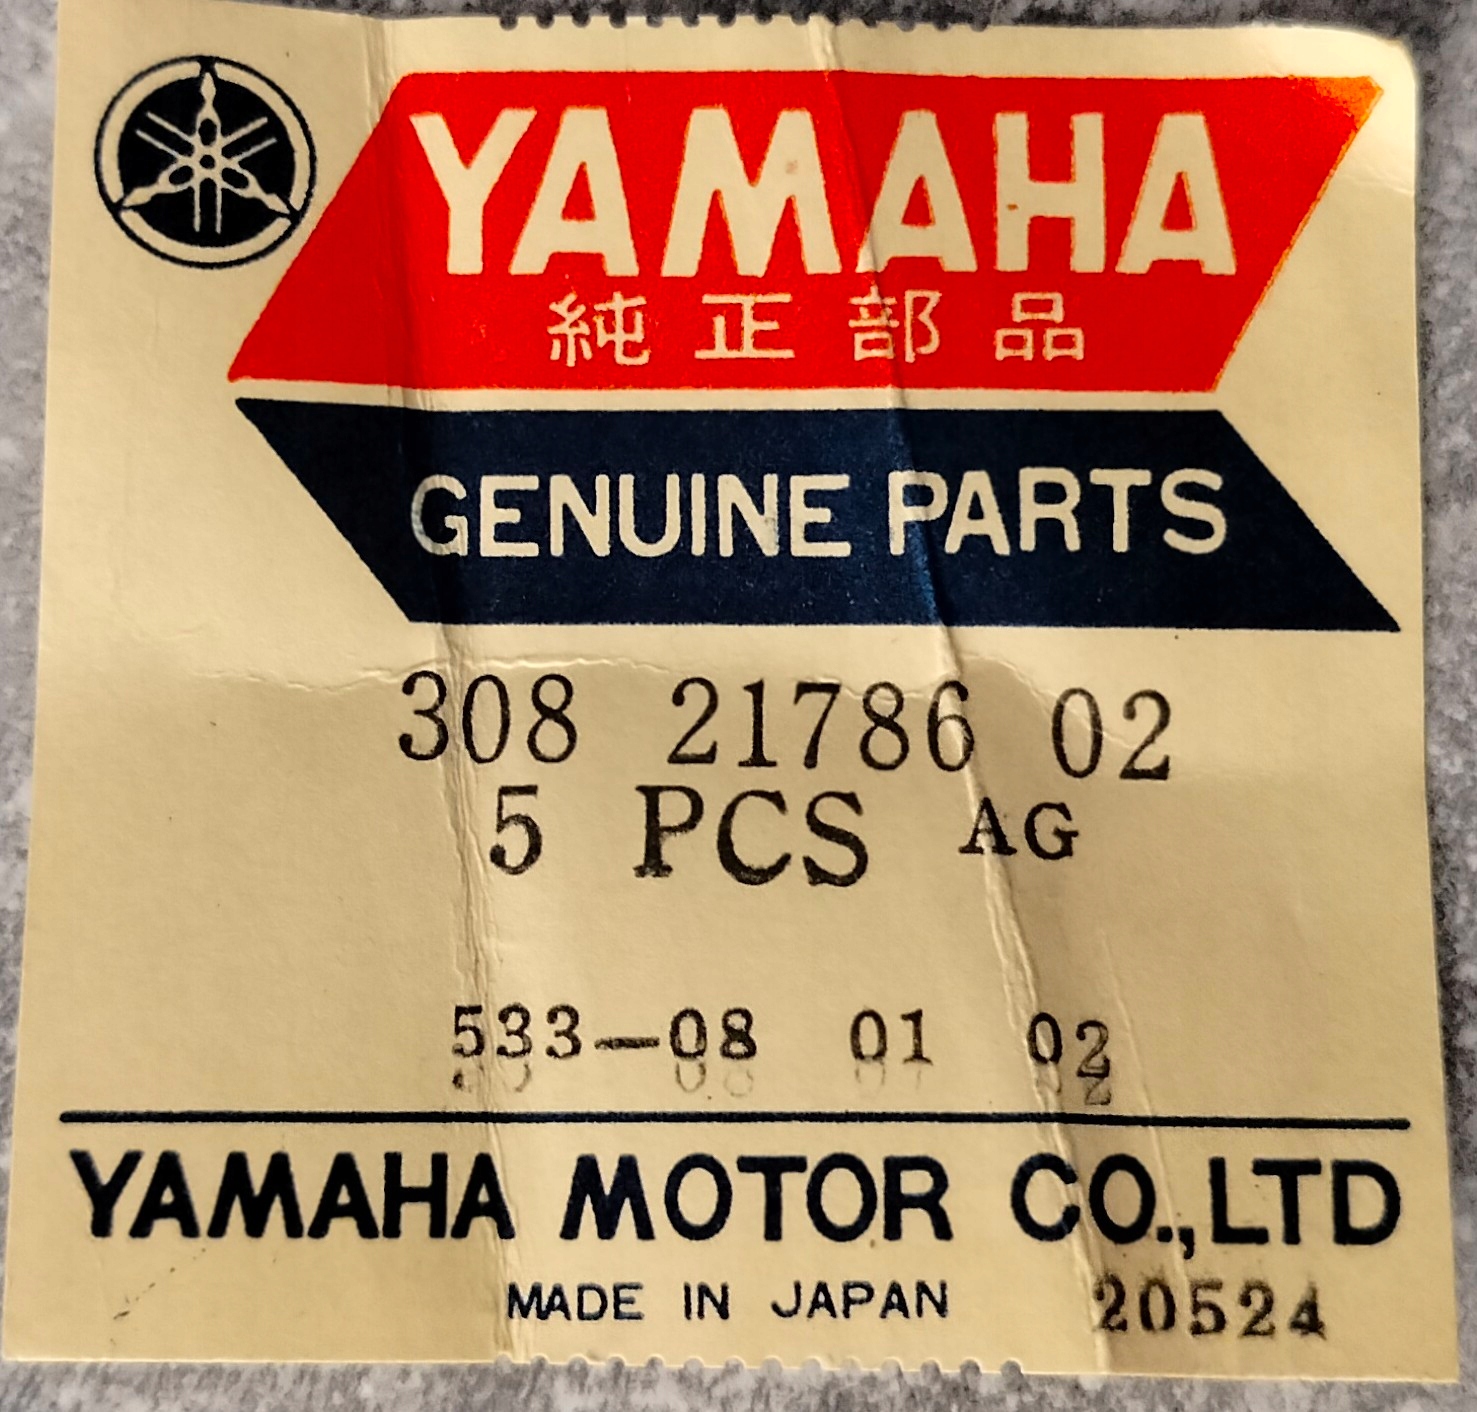 YAMAHA
純正部品
GENUINE PARTS
308 21786 02
5 PCS AG
533-08 01 02
YAMAHA MOTOR CO.,LTD
MADE IN JAPAN 20524